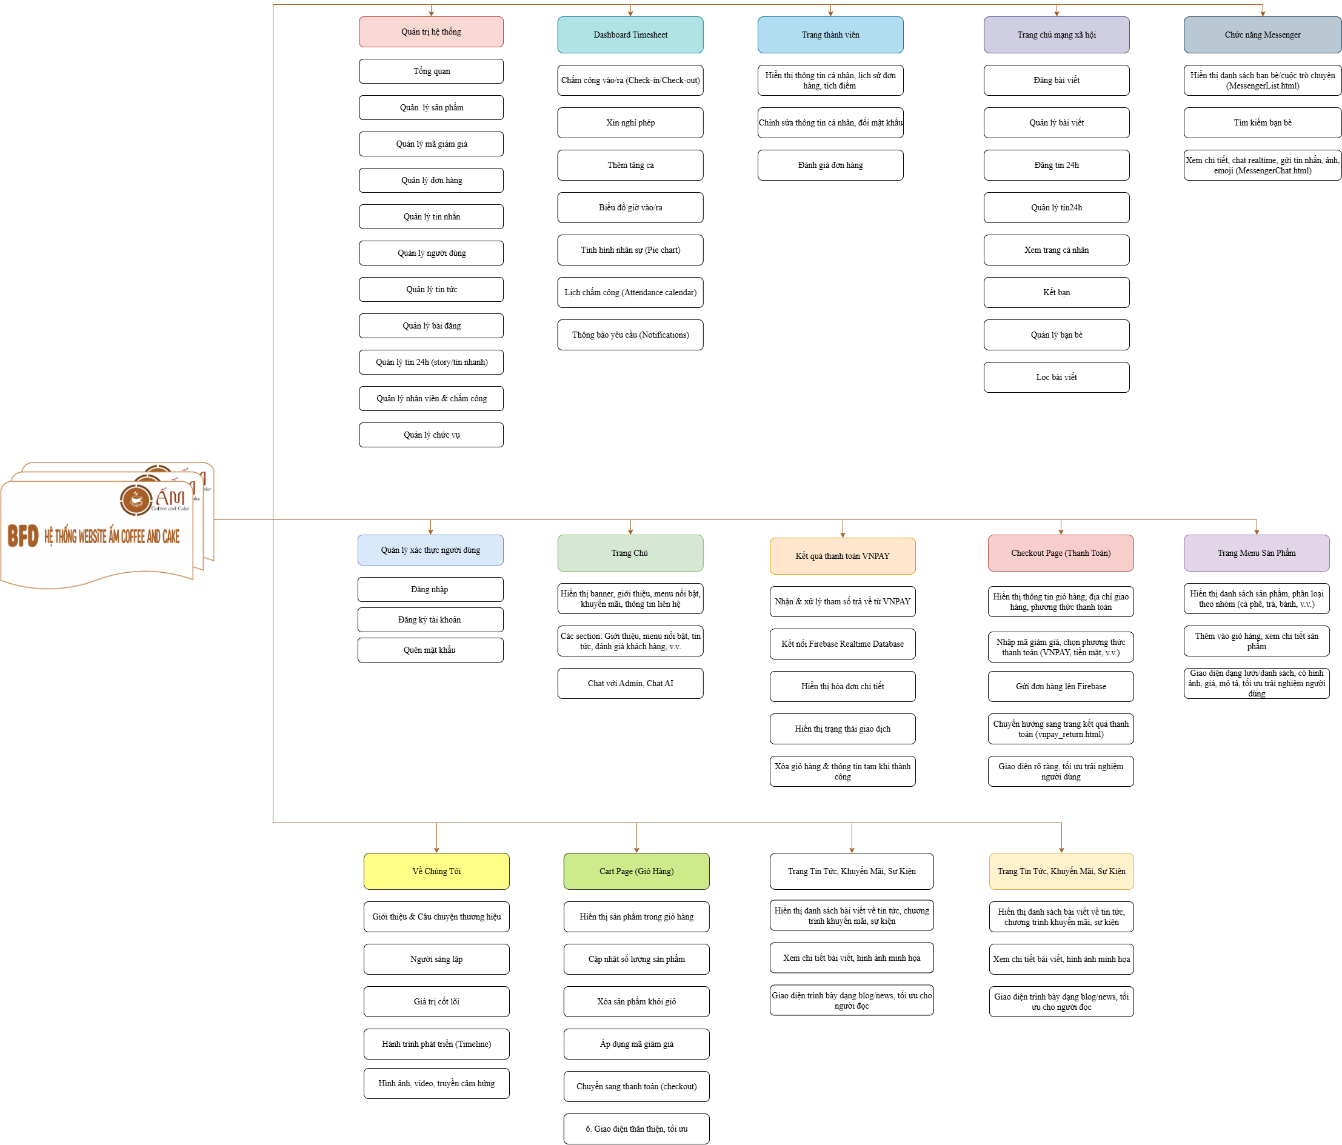 Quản trị hệ thống
Tổng quan
Quản lý sản phẩm
Quản lý mã giảm giá
Quản lý đơn hàng
Quản lý tin nhắn
Quản lý người dùng
Quản lý tin tức
Quản lý bài đăng
Quản lý tin 24h (story/tin nhanh)
Quản lý nhân viên & chấm công
Quản lý chức vụ
Dashboard Timesheet
Chấm công vào/ra (Check-in/Check-out)
Xin nghỉ phép
Thêm tăng ca
Biểu đồ giờ vào/ra
Tình hình nhân sự (Pie chart)
Lịch chấm công (Attendance calendar)
Thông báo yêu cầu (Notifications)
Trang thành viên
Hiển thị thông tin cá nhân, lịch sử đơn
hàng, tích điểm
Chỉnh sửa thông tin cá nhân, đổi mật khẩu
Đánh giá đơn hàng
Trang chủ mạng xã hội
Đăng bài viết
Quản lý bài viết
Đăng tin 24h
Quản lý tin24h
Xem trang cá nhân
Kết bạn
Quản lý bạn bè
Lọc bài viết
Chức năng Messenger
Hiển thị danh sách bạn bè/cuộc trò chuyện
(MessengerList.html)
Tìm kiếm bạn bè
Xem chi tiết, chat realtime, gửi tin nhắn, ảnh,
emoji (MessengerChat.html)
ẤM
Coffee and Cake
BFD HỆ THỐNG WEBSITE ẤM COFFEE AND CAKE
Quản lý xác thực người dùng
Đăng nhập
Đăng ký tài khoản
Quên mật khẩu
Trang Chủ
Hiển thị banner, giới thiệu, menu nổi bật,
khuyến mãi, thông tin liên hệ
Các section: Giới thiệu, menu nổi bật, tin
tức, đánh giá khách hàng, v.v.
Chat với Admin, Chat AI
Kết quả thanh toán VNPAY
Nhận & xử lý tham số trả về từ VNPAY
Kết nối Firebase Realtime Database
Hiển thị hóa đơn chi tiết
Hiển thị trạng thái giao dịch
Xóa giỏ hàng & thông tin tạm khi thành
công
Checkout Page (Thanh Toán)
Hiển thị thông tin giỏ hàng, địa chỉ giao
hàng, phương thức thanh toán
Nhập mã giảm giá, chọn phương thức
thanh toán (VNPAY, tiền mặt, v.v.)
Gửi đơn hàng lên Firebase
Chuyển hướng sang trang kết quả thanh
toán (vnpay_return.html)
Giao diện rõ ràng, tối ưu trải nghiệm
người dùng
Trang Menu Sản Phẩm
Hiển thị danh sách sản phẩm, phân loại
theo nhóm (cà phê, trà, bánh, v.v.)
Thêm vào giỏ hàng, xem chi tiết sản
phẩm
Giao diện dạng lưới/danh sách, có hình
ảnh, giá, mô tả, tối ưu trải nghiệm người
dùng
Về Chúng Tôi
Giới thiệu & Câu chuyện thương hiệu
Người sáng lập
Giá trị cốt lõi
Hành trình phát triển (Timeline)
Hình ảnh, video, truyền cảm hứng
Cart Page (Giỏ Hàng)
Hiển thị sản phẩm trong giỏ hàng
Cập nhật số lượng sản phẩm
Xóa sản phẩm khỏi giỏ
Áp dụng mã giảm giá
Chuyển sang thanh toán (checkout)
6. Giao diện thân thiện, tối ưu
Trang Tin Tức, Khuyến Mãi, Sự Kiện
Hiển thị danh sách bài viết về tin tức, chương
trình khuyến mãi, sự kiện
Xem chi tiết bài viết, hình ảnh minh họa
Giao diện trình bày dạng blog/news, tối ưu cho
người đọc
Trang Tin Tức, Khuyến Mãi, Sự Kiện
Hiển thị danh sách bài viết về tin tức,
chương trình khuyến mãi, sự kiện
Xem chi tiết bài viết, hình ảnh minh họa
Giao diện trình bày dạng blog/news, tối
ưu cho người đọc